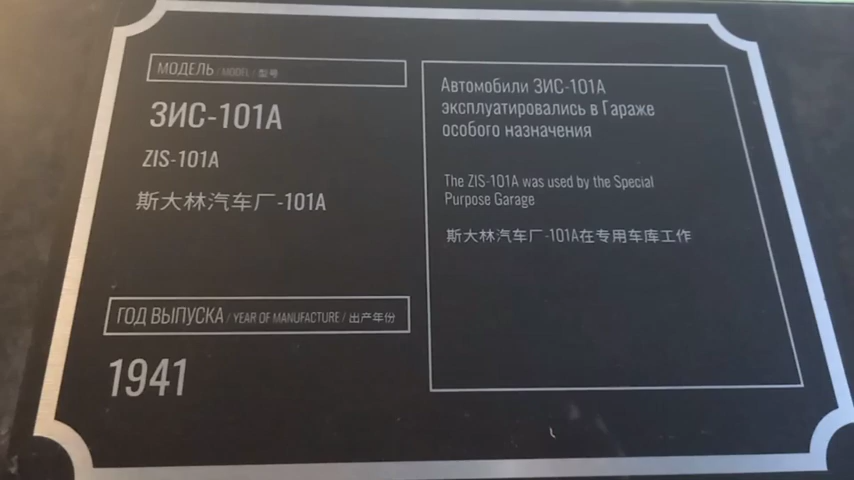 МОДЕЛЬ / MODEL / 型号
ЗИС-101А
ZIS-101A
斯大林汽车厂-101A
ГОД ВЫПУСКА / YEAR OF MANUFACTURE / 出产年份
1941
Автомобили ЗИС-101А
эксплуатировались в Гараже
особого назначения
The ZIS-101A was used by the Special
Purpose Garage
斯大林汽车厂-101A在专用车库工作